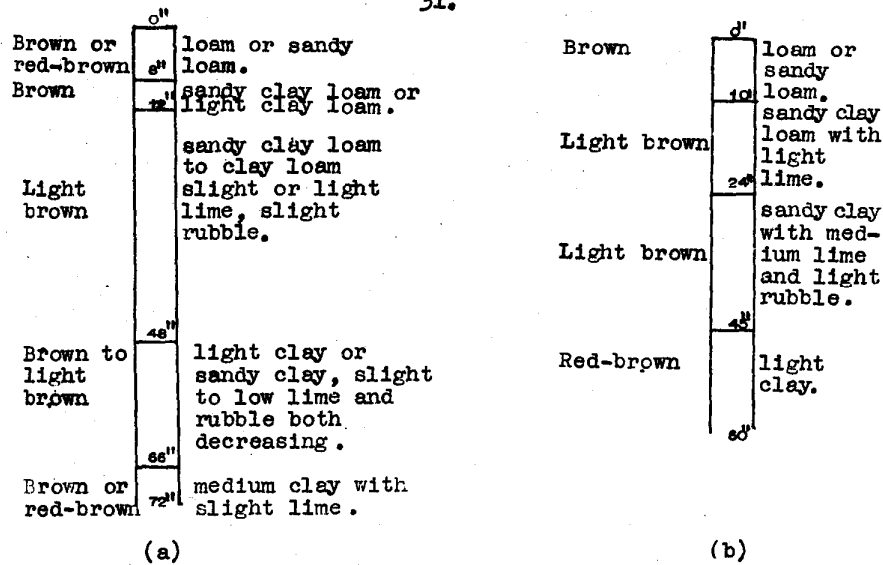 31.
0"
Brown or loam or sandy
red-brown loam.
Brown sandy clay loam or
12" light clay loam.
sandy clay loam
to clay loam
Light slight or light
brown lime, slight
rubble.
48"
Brown to light clay or
light sandy clay, slight
brown to low lime and
rubble both
decreasing.
66"
Brown or medium clay with
red-brown 72" slight lime.
(a)
0"
Brown loam or
sandy
10" loam.
sandy clay
Light brown loam with
light
24" lime.
sandy clay
with med-
Light brown ium lime
and light
rubble.
Red-brown light
clay.
60"
(b)